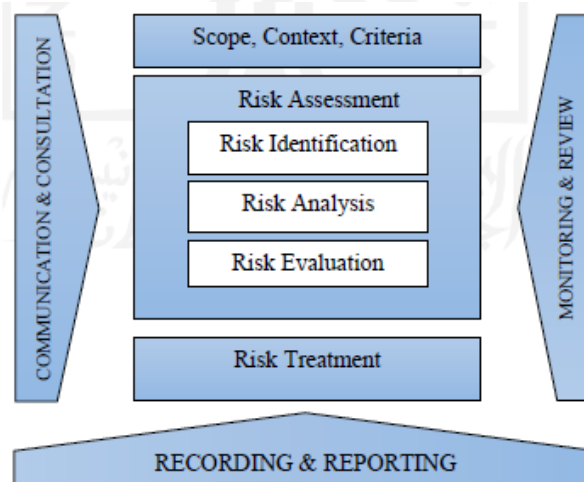 COMMUNICATION & CONSULTATION
Scope, Context, Criteria
Risk Assessment
Risk Identification
Risk Analysis
Risk Evaluation
Risk Treatment
MONITORING & REVIEW
RECORDING & REPORTING